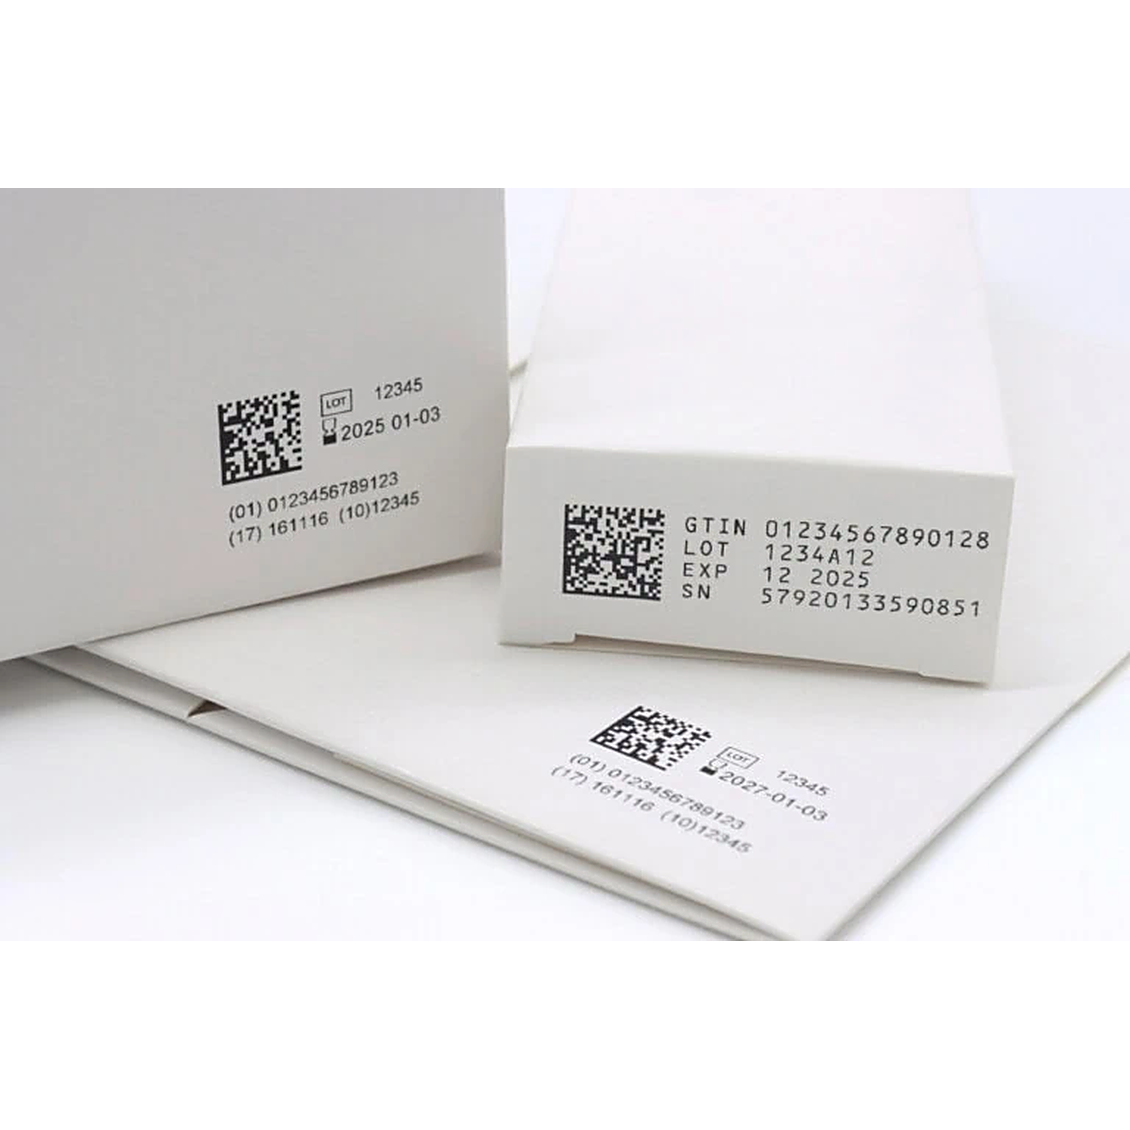 LOT 12345
2025 01-03
(01) 0123456789123
(17) 161116 (10)12345
GTIN 01234567890128
LOT 1234A12
EXP 12 2025
SN 57920133590851
LOT 12345
2027-01-03
(01) 0123456789123
(17) 161116 (10)12345